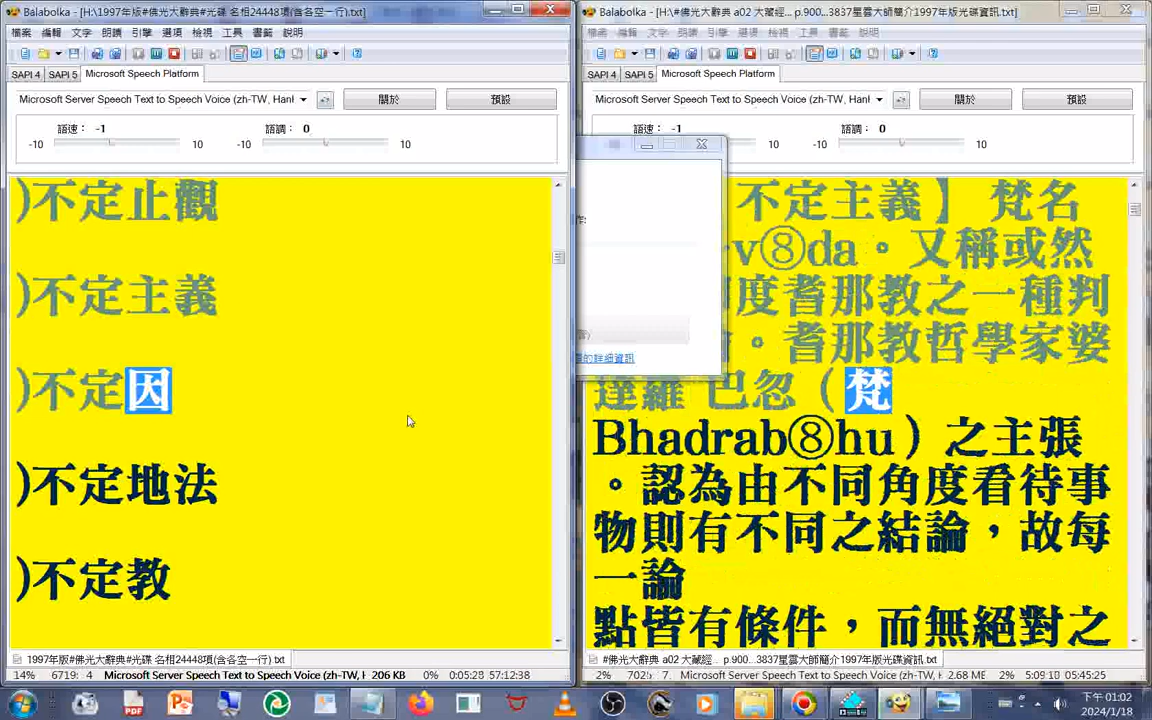 Balabolka - [H:\1997年版#佛光大辭典#光碟 名相24448項(含各空一行).txt]
檔案 編輯 文字 朗讀 引擎 選項 檢視 工具 書籤 說明
SAPI 4 SAPI 5 Microsoft Speech Platform
Microsoft Server Speech Text to Speech Voice (zh-TW, Han
關於 預設
語速： -1 語調： 0
-10 10 -10 10
)不定止觀
)不定主義
)不定因
)不定地法
)不定教
1997年版#佛光大辭典#光碟 名相24448項(含各空一行).txt
14% 6719: 4 Microsoft Server Speech Text to Speech Voice (zh-TW, H 206 KB 0% 0:05:28 57:12:38
Balabolka - [H:\#佛光大辭典 a02 大藏經... p.900...3837星雲大師簡介1997年版光碟資訊.txt]
檔案 編輯 文字 朗讀 引擎 選項 檢視 工具 書籤 說明
SAPI 4 SAPI 5 Microsoft Speech Platform
Microsoft Server Speech Text to Speech Voice (zh-TW, Han
關於 預設
語速： -1 語調： 0
10 -10 10
不定主義】 梵名
v⑧da。又稱或然
度耆那教之一種判
。耆那教哲學家婆
達羅 巴忽（梵
Bhadrab⑧hu）之主張
。認為由不同角度看待事
物則有不同之結論，故每
一論
點皆有條件，而無絕對之
的詳細資訊
#佛光大辭典 a02 大藏經... p.900...3837星雲大師簡介1997年版光碟資訊.txt
2% 7. Microsoft Server Speech Text to Speech Voice (zh-TW, H 2.68 ME 2% 5:09:18 05:45:25
下午 01:02
2024/1/18